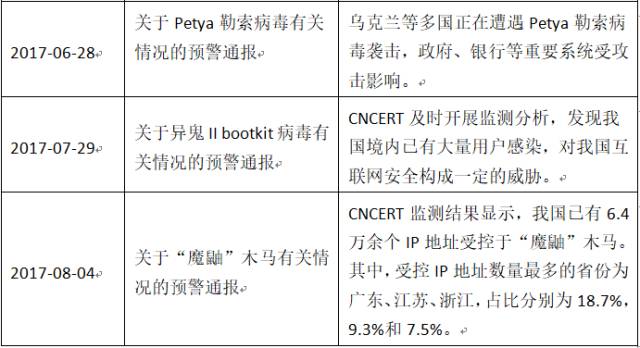 2017-06-28
关于 Petya 勒索病毒有关
情况的预警通报
乌克兰等多国正在遭遇 Petya 勒索病
毒袭击，政府、银行等重要系统受攻
击影响。
2017-07-29
关于异鬼 II bootkit 病毒有
关情况的预警通报
CNCERT 及时开展监测分析，发现我
国境内已有大量用户感染，对我国互
联网安全构成一定的威胁。
2017-08-04
关于“魔鼬”木马有关情
况的预警通报
CNCERT 监测结果显示，我国已有 6.4
万余个 IP 地址受控于“魔鼬”木马。
其中，受控 IP 地址数量最多的省份为
广东、江苏、浙江，占比分别为 18.7%，
9.3%和 7.5%。